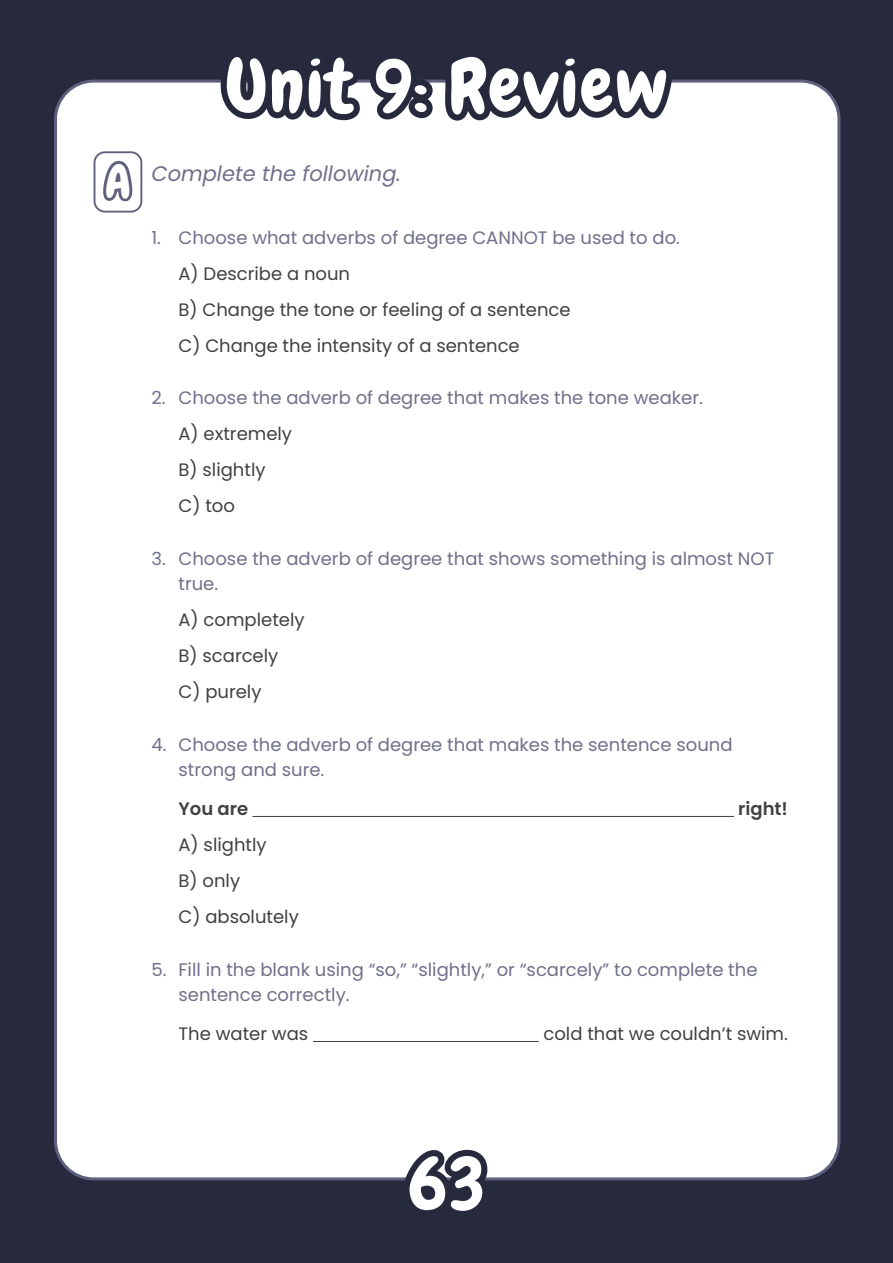 Unit 9: Review
A Complete the following.
1. Choose what adverbs of degree CANNOT be used to do.
A) Describe a noun
B) Change the tone or feeling of a sentence
C) Change the intensity of a sentence
2. Choose the adverb of degree that makes the tone weaker.
A) extremely
B) slightly
C) too
3. Choose the adverb of degree that shows something is almost NOT
true.
A) completely
B) scarcely
C) purely
4. Choose the adverb of degree that makes the sentence sound
strong and sure.
You are ______________________________ right!
A) slightly
B) only
C) absolutely
5. Fill in the blank using “so,” “slightly,” or “scarcely” to complete the
sentence correctly.
The water was ____________________ cold that we couldn’t swim.
63